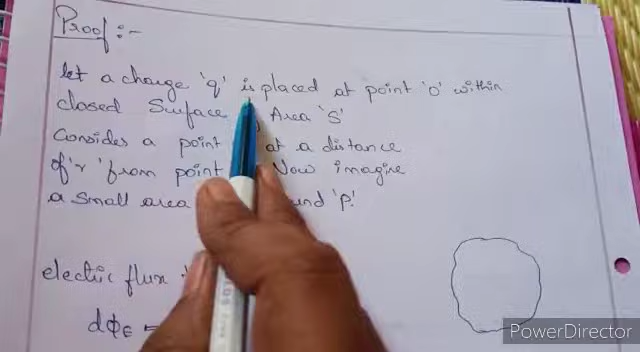 Proof :-
let a charge 'q' is placed at point 'o' within
closed Surface Area 'S'
Consider a point at a distance
of 'r' from point Now imagine
a small area 'P'.
electric flux
dϕE =
PowerDirector